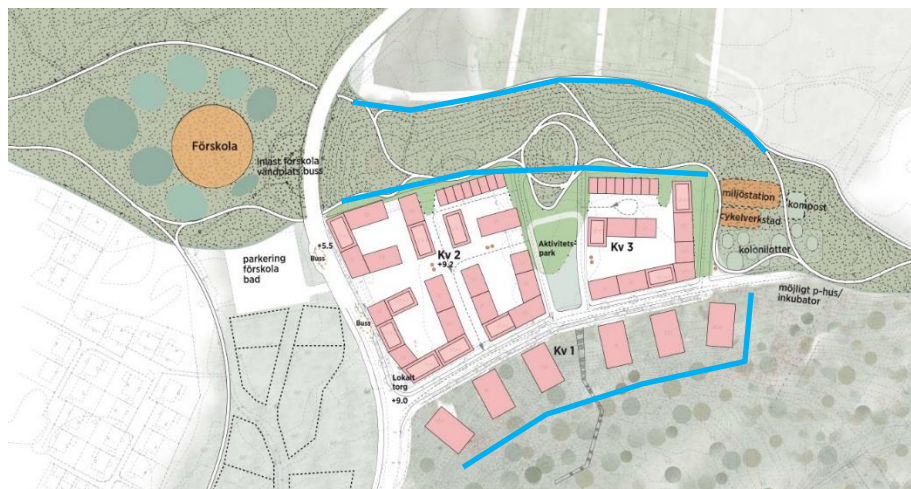 Förskola
inlast förskola
vändplats buss
miljöstation
kompost
cykelverkstad
kolonilotter
+5.5
Buss
Kv 2
+9.2
Aktivitets-
park
Kv 3
parkering
förskola
bad
möjligt p-hus/
inkubator
Buss
Kv 1
Lokalt
torg
+9.0